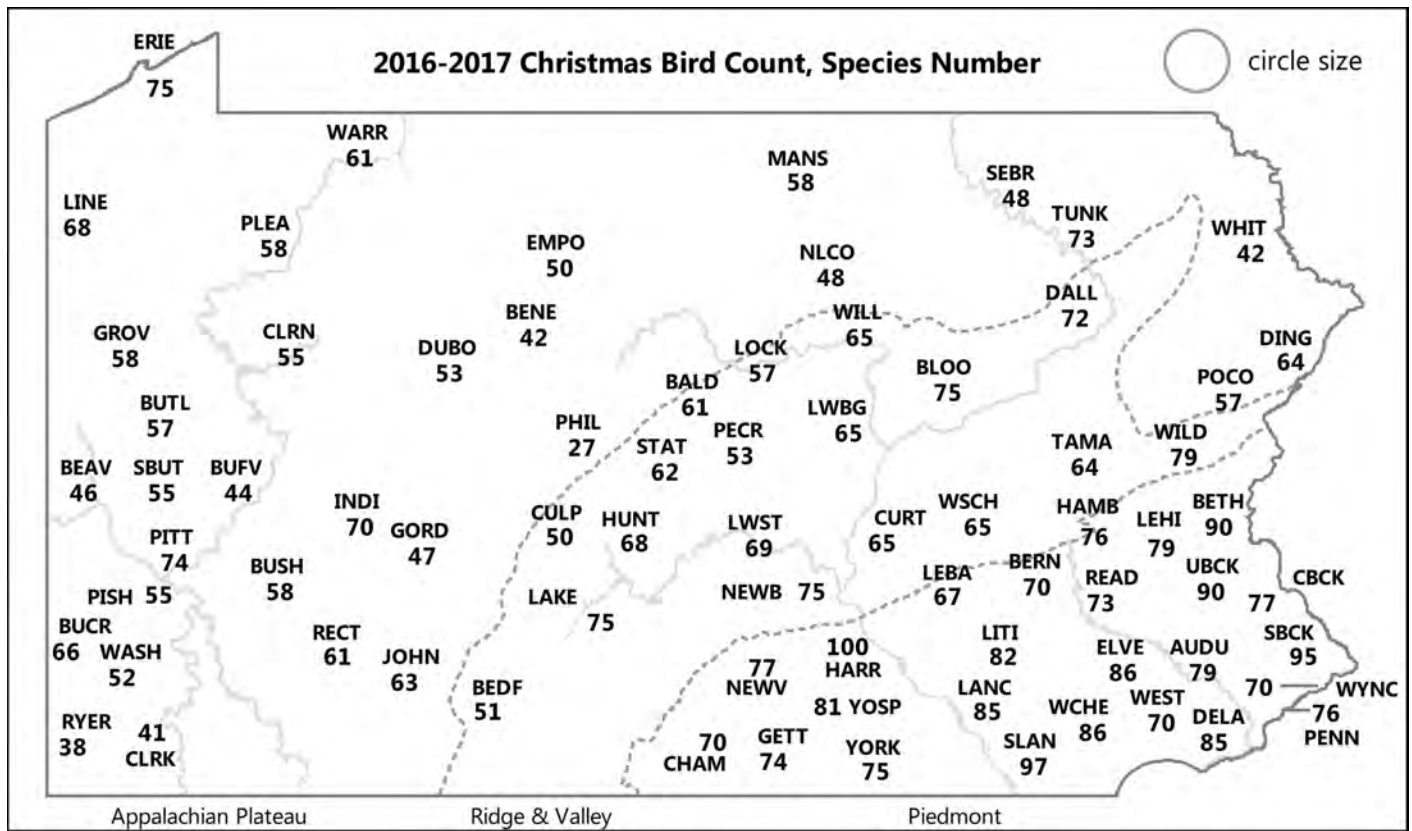 ERIE
75
2016-2017 Christmas Bird Count, Species Number
circle size
WARR
61
MANS
58
SEBR
48
LINE
68
PLEA
58
TUNK
73
WHIT
42
EMPO
50
NLCO
48
DALL
72
BENE
42
WILL
65
GROV
58
CLRN
55
DUBO
53
LOCK
57
DING
64
BLOO
75
POCO
57
BALD
61
BUTL
57
LWBG
65
PHIL
27
PECR
53
STAT
62
TAMA
64
WILD
79
BEAV
46
SBUT
55
BUFV
44
INDI
70
GORD
47
CULP
50
HUNT
68
LWST
69
CURT
65
WSCH
65
HAMB
76
LEHI
79
BETH
90
PITT
74
BUSH
58
PISH 55
LAKE
75
NEWB 75
LEBA
67
BERN
70
READ
73
UBCK
90
CBCK
77
BUCR
66
WASH
52
RECT
61
JOHN
63
100
HARR
LITI
82
ELVE
86
AUDU
79
SBCK
95
BEDF
51
77
NEWV
81 YOSP
LANC
85
WCHE
86
WEST
70
70 WYNC
DELA
85
76
PENN
RYER
38
41
CLRK
70
CHAM
GETT
74
YORK
75
SLAN
97
Appalachian Plateau Ridge & Valley Piedmont